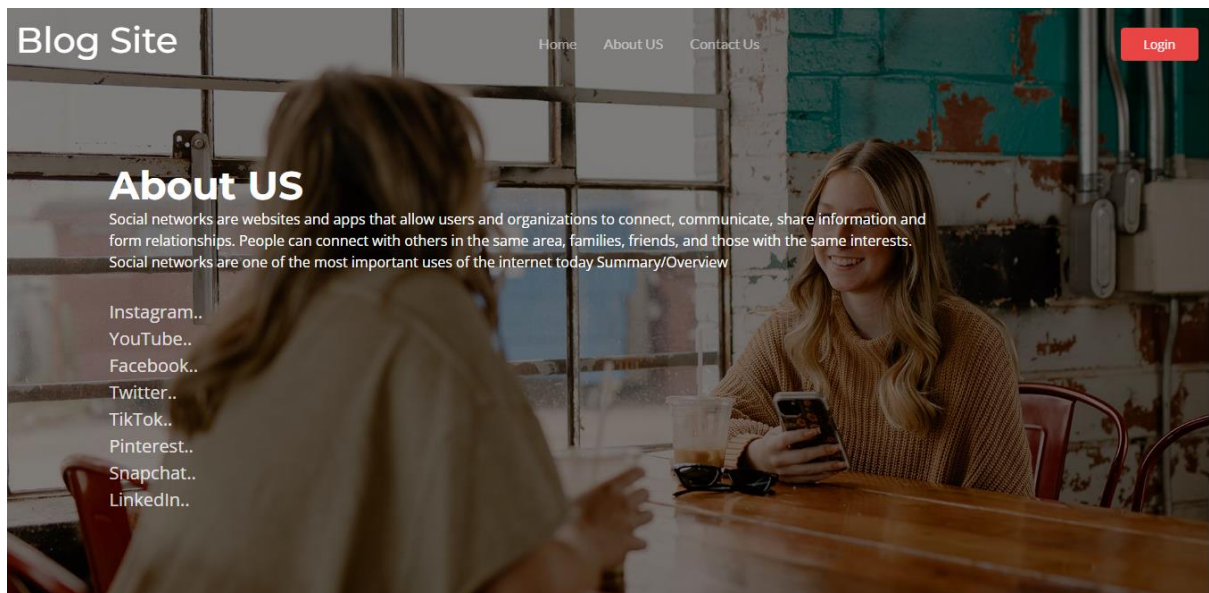 Blog Site
Home About US Contact Us
Login
About US
Social networks are websites and apps that allow users and organizations to connect, communicate, share information and
form relationships. People can connect with others in the same area, families, friends, and those with the same interests.
Social networks are one of the most important uses of the internet today Summary/Overview
Instagram..
YouTube..
Facebook..
Twitter..
TikTok..
Pinterest..
Snapchat..
LinkedIn..